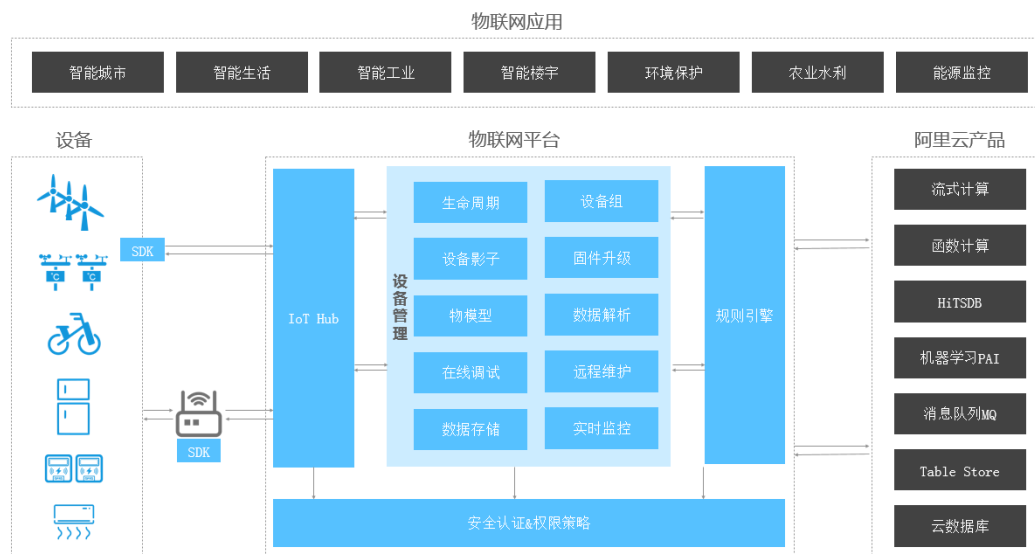 物联网应用
智能城市
智能生活
智能工业
智能楼宇
环境保护
农业水利
能源监控
设备
物联网平台
阿里云产品
SDK
SDK
IoT Hub
设备管理
生命周期
设备组
设备影子
固件升级
物模型
数据解析
在线调试
远程维护
数据存储
实时监控
规则引擎
安全认证&权限策略
流式计算
函数计算
HiTSDB
机器学习PAI
消息队列MQ
Table Store
云数据库